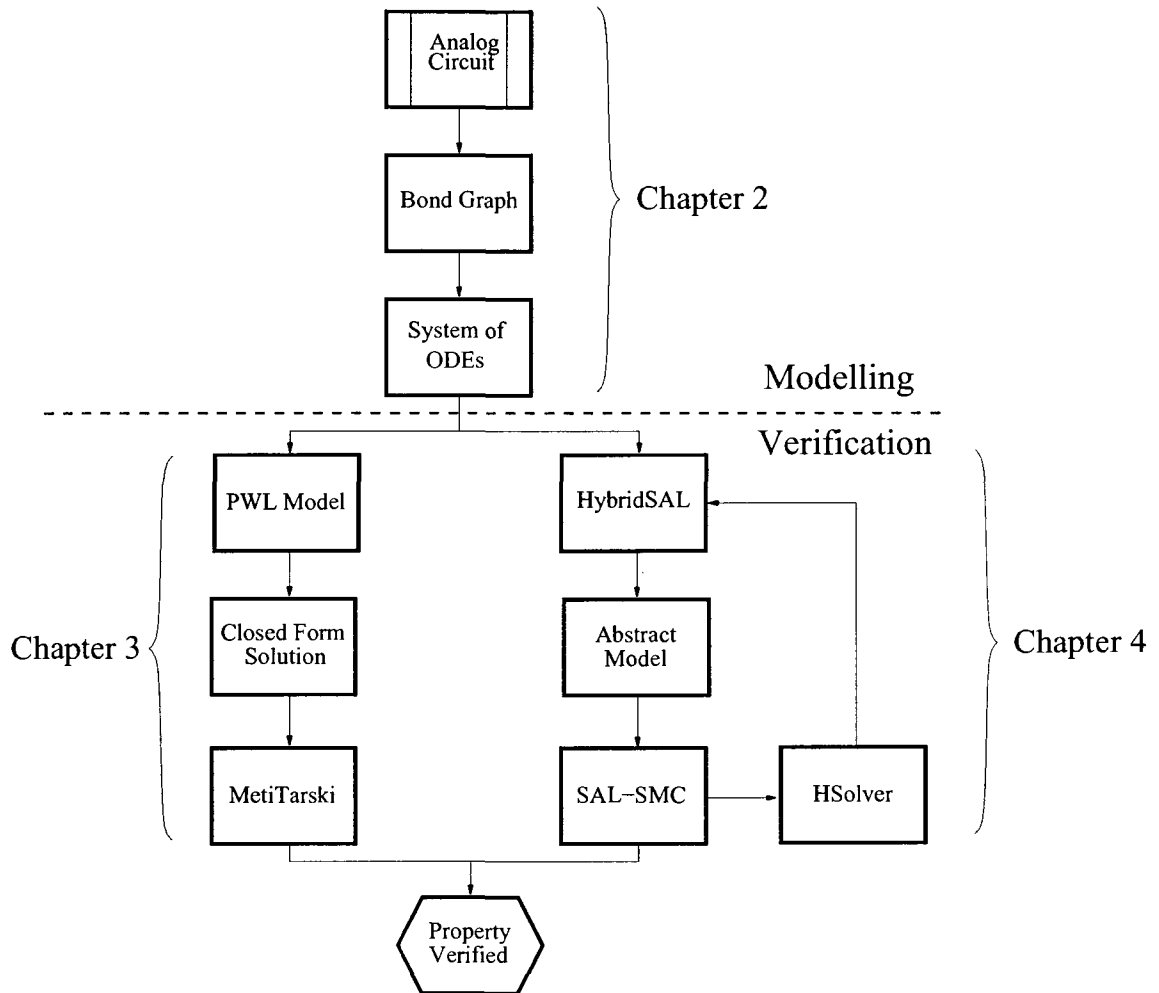 Analog
Circuit
Bond Graph
Chapter 2
System of
ODEs
Modelling
Verification
PWL Model
HybridSAL
Closed Form
Solution
Abstract
Model
Chapter 3
Chapter 4
MetiTarski
SAL-SMC
HSolver
Property
Verified